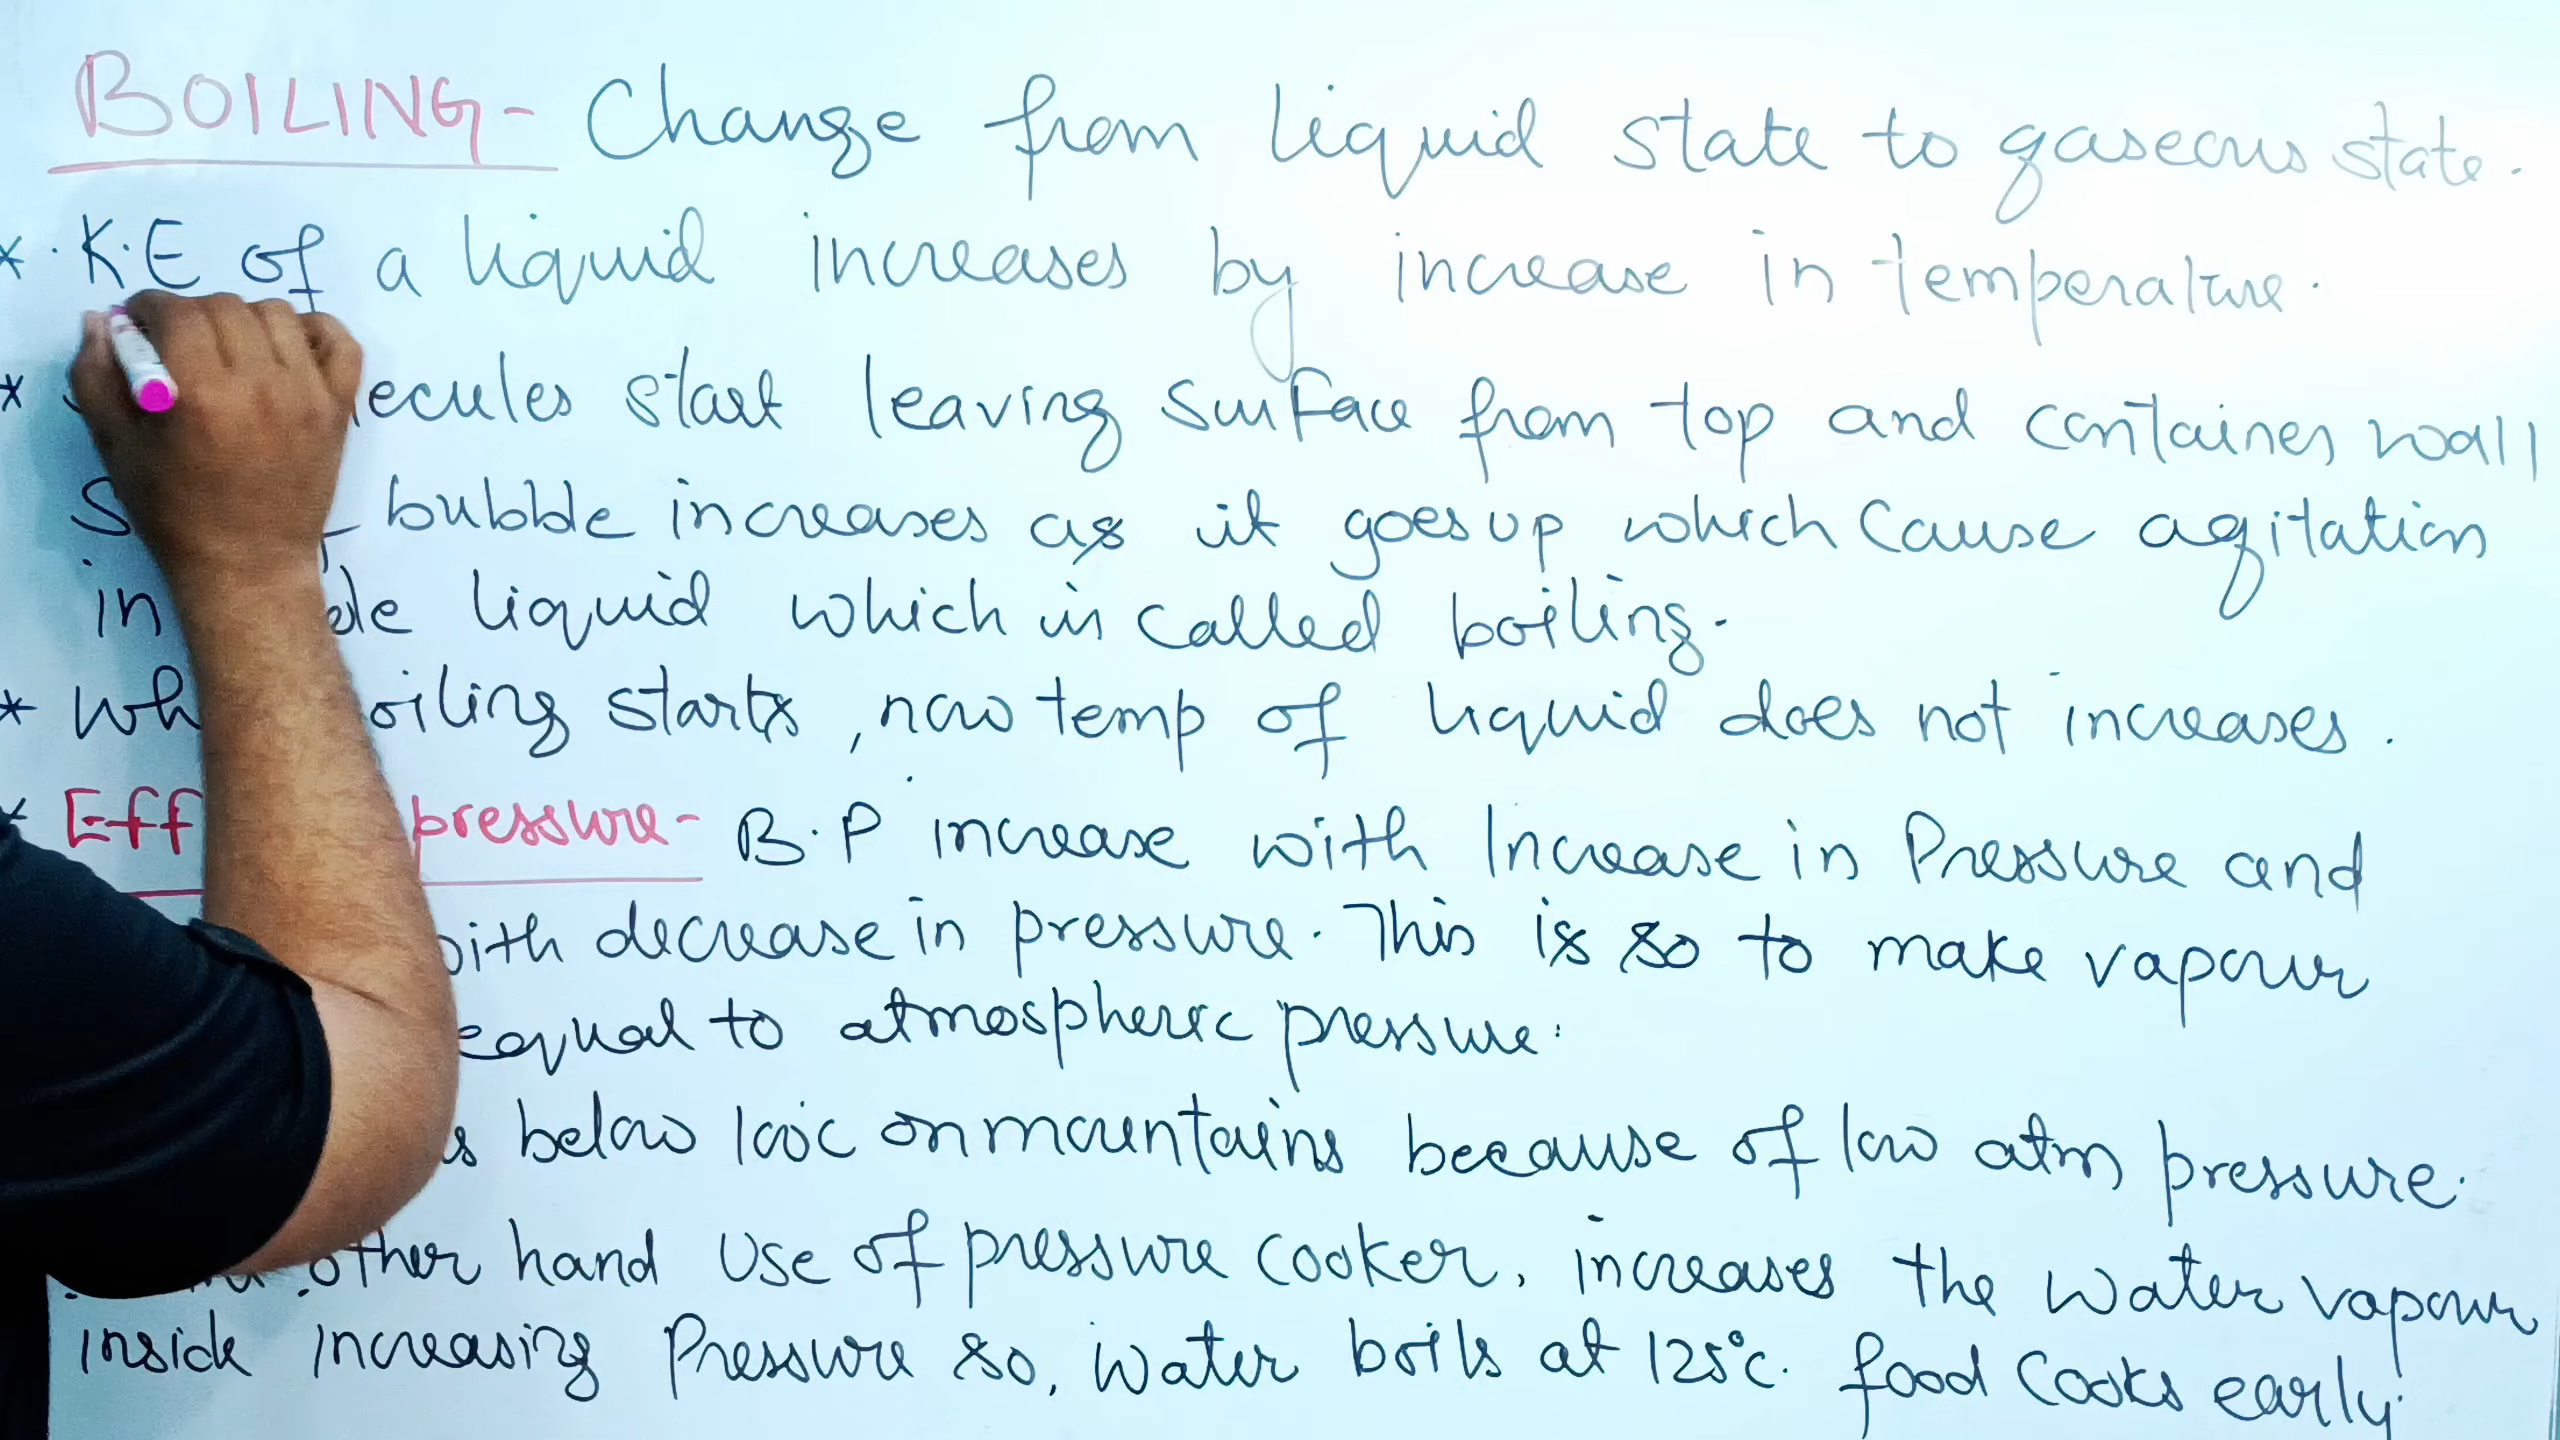 BOILING - Change from liquid state to gaseous state.
* K.E of a liquid increases by increase in temperature.
* lecules start leaving surface from top and container wall
S bubble increases as it goes up which cause agitation
in liquid which is called boiling.
* Wh oiling starts, now temp of liquid does not increases.
* Eff pressure - B.P increase with Increase in Pressure and
ith decrease in pressure. This is so to make vapour
equal to atmospheric pressure.
s below 100c on mountains because of low atm pressure.
other hand Use of pressure cooker, increases the Water vapour
inside increasing Pressure so, Water boils at 125°c. food Cooks early.